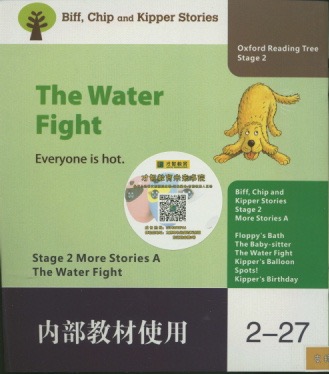 Biff, Chip and Kipper Stories
Oxford Reading Tree
Stage 2
The Water
Fight
Everyone is hot.
Biff, Chip and
Kipper Stories
Stage 2
More Stories A
Floppy's Bath
The Baby-sitter
The Water Fight
Kipper's Balloon
Spots!
Kipper's Birthday
Stage 2 More Stories A
The Water Fight
内部教材使用
2-27